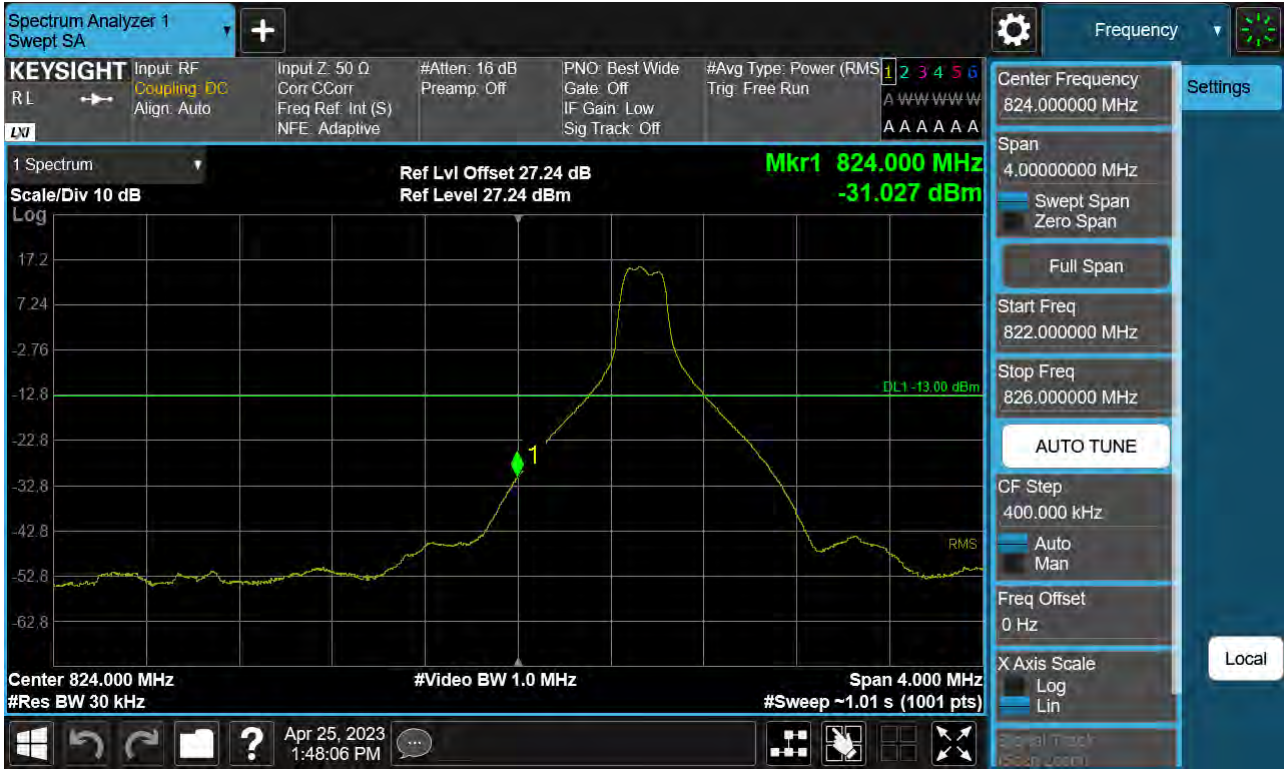 Spectrum Analyzer 1
Swept SA
+
Frequency
KEYSIGHT
RL
LXI
Input: RF
Coupling: DC
Align: Auto
Input Z: 50 Ω
Corr CCorr
Freq Ref: Int (S)
NFE: Adaptive
#Atten: 16 dB
Preamp: Off
PNO: Best Wide
Gate: Off
IF Gain: Low
Sig Track: Off
#Avg Type: Power (RMS
Trig: Free Run
1 2 3 4 5 6
A W W W W W
A A A A A A
1 Spectrum
Scale/Div 10 dB
Log
Ref Lvl Offset 27.24 dB
Ref Level 27.24 dBm
Mkr1 824.000 MHz
-31.027 dBm
17.2
7.24
-2.76
-12.8
-22.8
-32.8
-42.8
-52.8
-62.8
DL1 -13.00 dBm
1
RMS
Center 824.000 MHz
#Video BW 1.0 MHz
Span 4.000 MHz
#Res BW 30 kHz
#Sweep ~1.01 s (1001 pts)
Center Frequency
824.000000 MHz
Settings
Span
4.00000000 MHz
Swept Span
Zero Span
Full Span
Start Freq
822.000000 MHz
Stop Freq
826.000000 MHz
AUTO TUNE
CF Step
400.000 kHz
Auto
Man
Freq Offset
0 Hz
X Axis Scale
Log
Lin
Local
?
Apr 25, 2023
1:48:06 PM